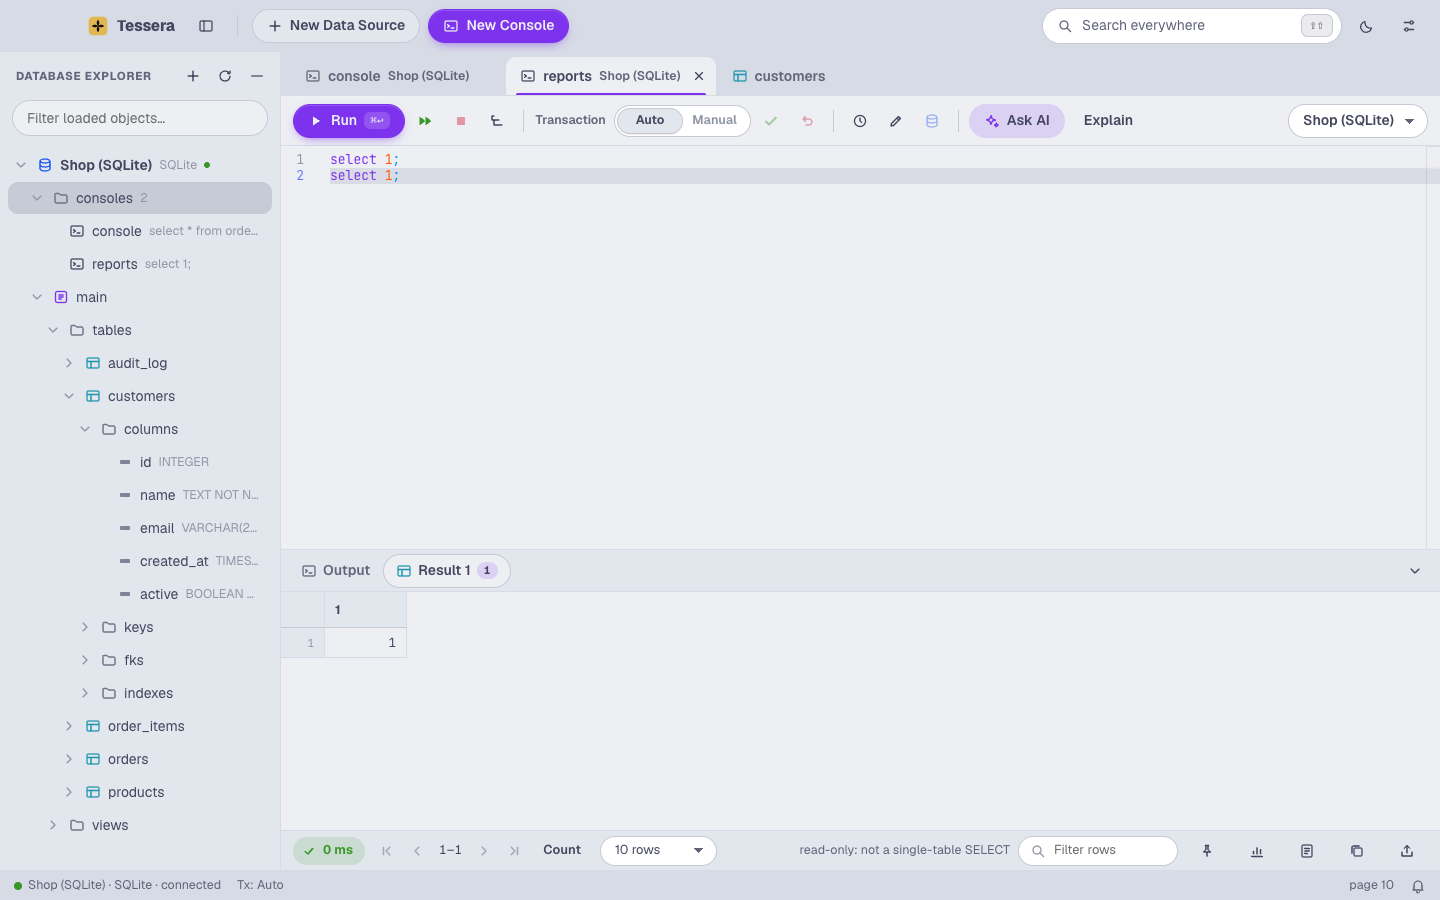 Tessera
New Data Source
New Console
Search everywhere
⇧⇧
DATABASE EXPLORER
Filter loaded objects…
Shop (SQLite) SQLite
consoles 2
console select * from orde…
reports select 1;
main
tables
audit_log
customers
columns
id INTEGER
name TEXT NOT N…
email VARCHAR(2…
created_at TIMES…
active BOOLEAN …
keys
fks
indexes
order_items
orders
products
views
console Shop (SQLite)
reports Shop (SQLite)
customers
Run ⌘↩
Transaction
Auto
Manual
Ask AI
Explain
Shop (SQLite)
1 select 1;
2 select 1;
Output
Result 1 1
1
1 1
0 ms
1–1
Count
10 rows
read-only: not a single-table SELECT
Filter rows
Shop (SQLite) · SQLite · connected
Tx: Auto
page 10